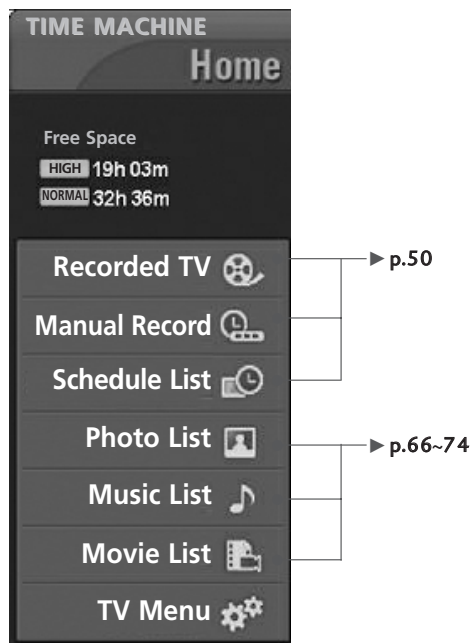 TIME MACHINE
Home
Free Space
HIGH 19h 03m
NORMAL 32h 36m
Recorded TV ▶ p.50
Manual Record
Schedule List
Photo List ▶ p.66~74
Music List
Movie List
TV Menu